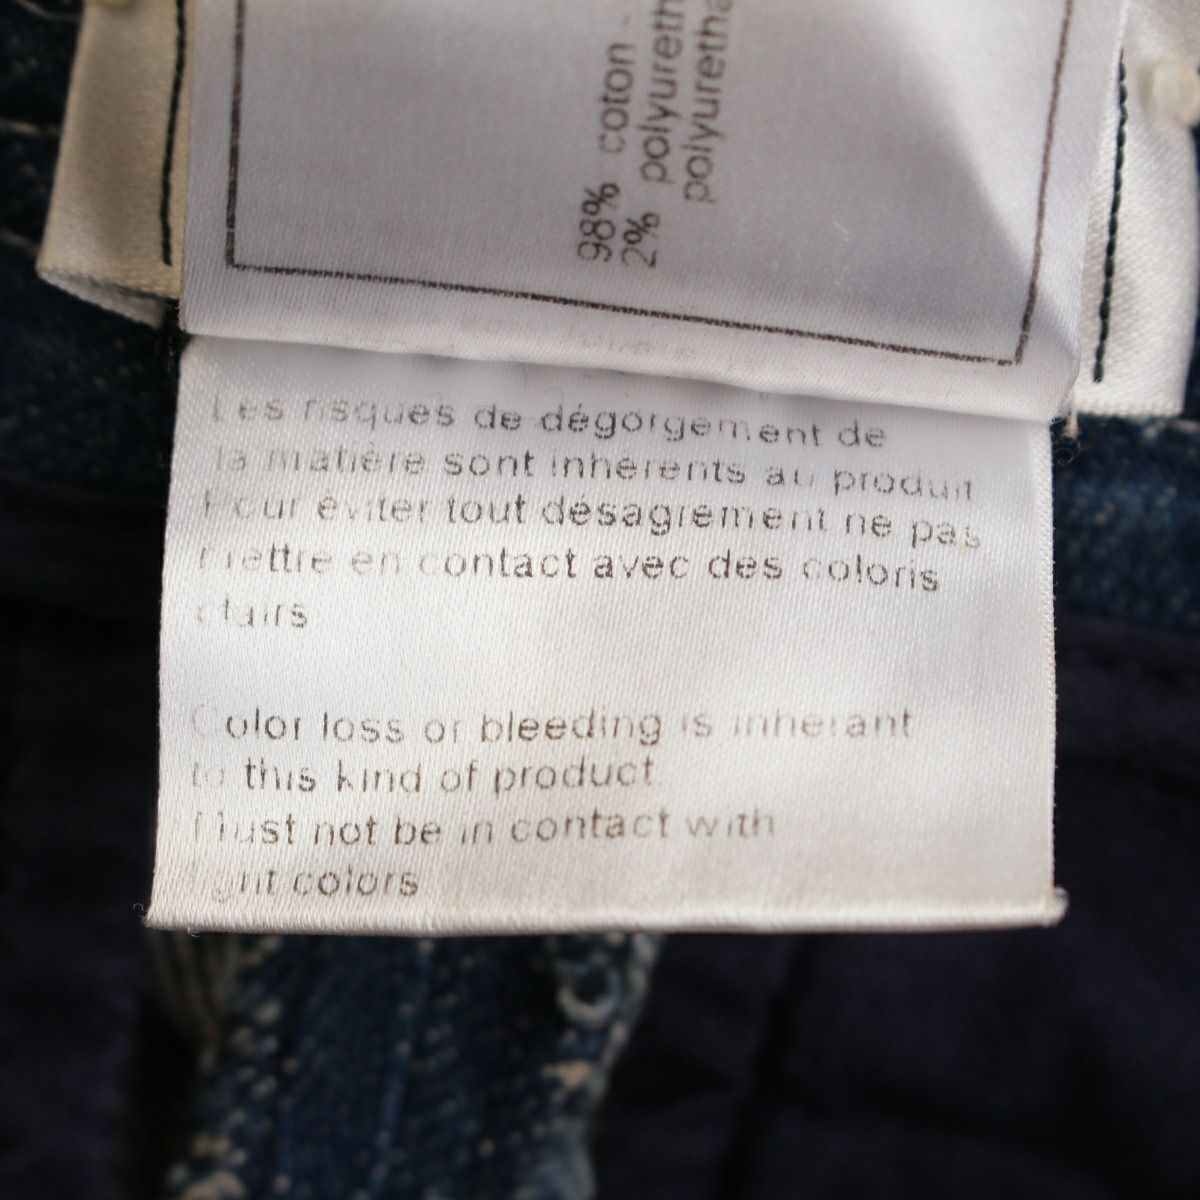 98% coton -
2% polyureth
polyuretha
Les risques de dégorgement de
la matière sont inhérents au produit
Pour éviter tout désagrément ne pas
mettre en contact avec des coloris
clairs
Color loss or bleeding is inherant
to this kind of product
Must not be in contact with
light colors